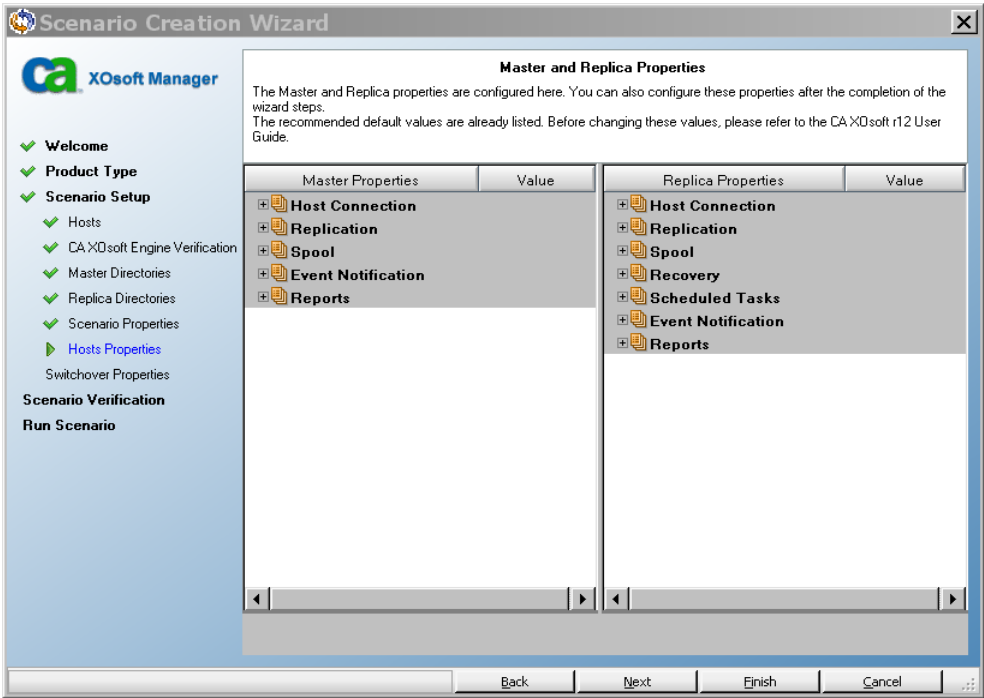 Scenario Creation Wizard
ca XOsoft Manager
Welcome
Product Type
Scenario Setup
Hosts
CA XOsoft Engine Verification
Master Directories
Replica Directories
Scenario Properties
Hosts Properties
Switchover Properties
Scenario Verification
Run Scenario
Master and Replica Properties
The Master and Replica properties are configured here. You can also configure these properties after the completion of the
wizard steps.
The recommended default values are already listed. Before changing these values, please refer to the CA XOsoft r12 User
Guide.
Master Properties Value
Host Connection
Replication
Spool
Event Notification
Reports
Replica Properties Value
Host Connection
Replication
Spool
Recovery
Scheduled Tasks
Event Notification
Reports
Back Next Finish Cancel